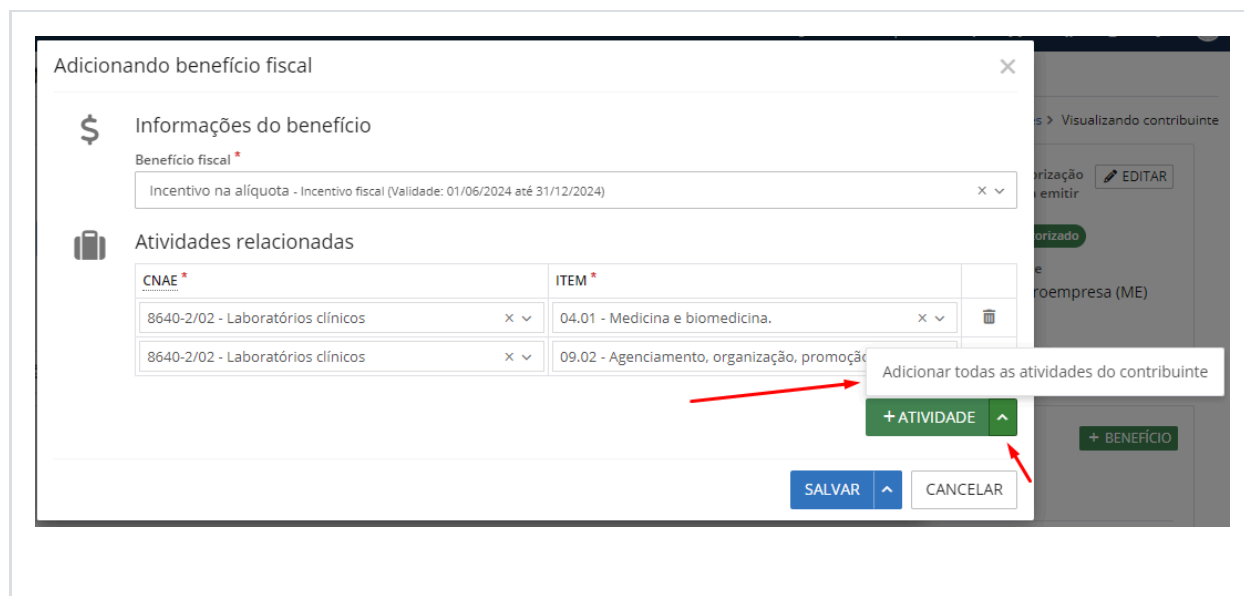 Adicionando benefício fiscal
×
Informações do benefício
> Visualizando contribuinte
Benefício fiscal *
EDITAR
emitir
Incentivo na alíquota - Incentivo fiscal (Validade: 01/06/2024 até 31/12/2024)
Atividades relacionadas
CNAE *
ITEM *
(ME)
8640-2/02 - Laboratórios clínicos
04.01 - Medicina e biomedicina.
8640-2/02 - Laboratórios clínicos
09.02 - Agenciamento, organização,
Adicionar todas as atividades do contribuinte
+ ATIVIDADE
+ BENEFÍCIO
SALVAR
CANCELAR